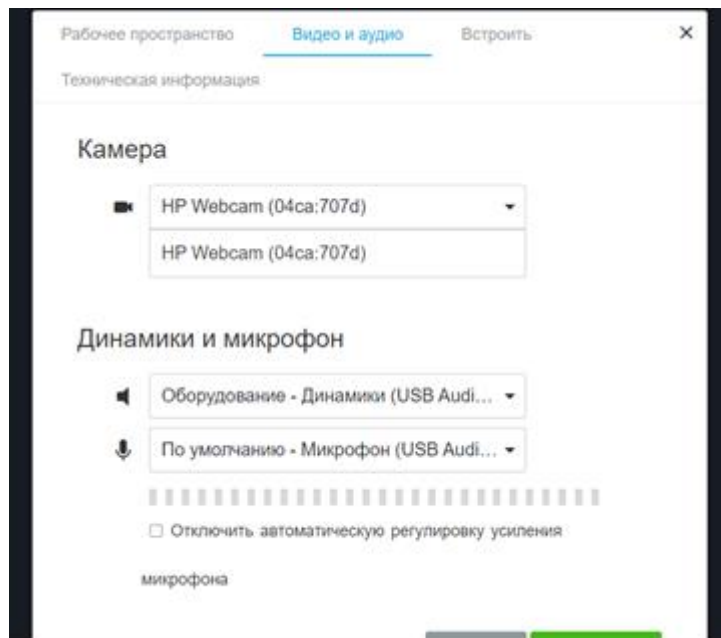 Рабочее пространство Видео и аудио Встроить ×
Техническая информация
Камера
HP Webcam (04ca:707d)
HP Webcam (04ca:707d)
Динамики и микрофон
Оборудование - Динамики (USB Audi...
По умолчанию - Микрофон (USB Audi...
Отключить автоматическую регулировку усиления
микрофона